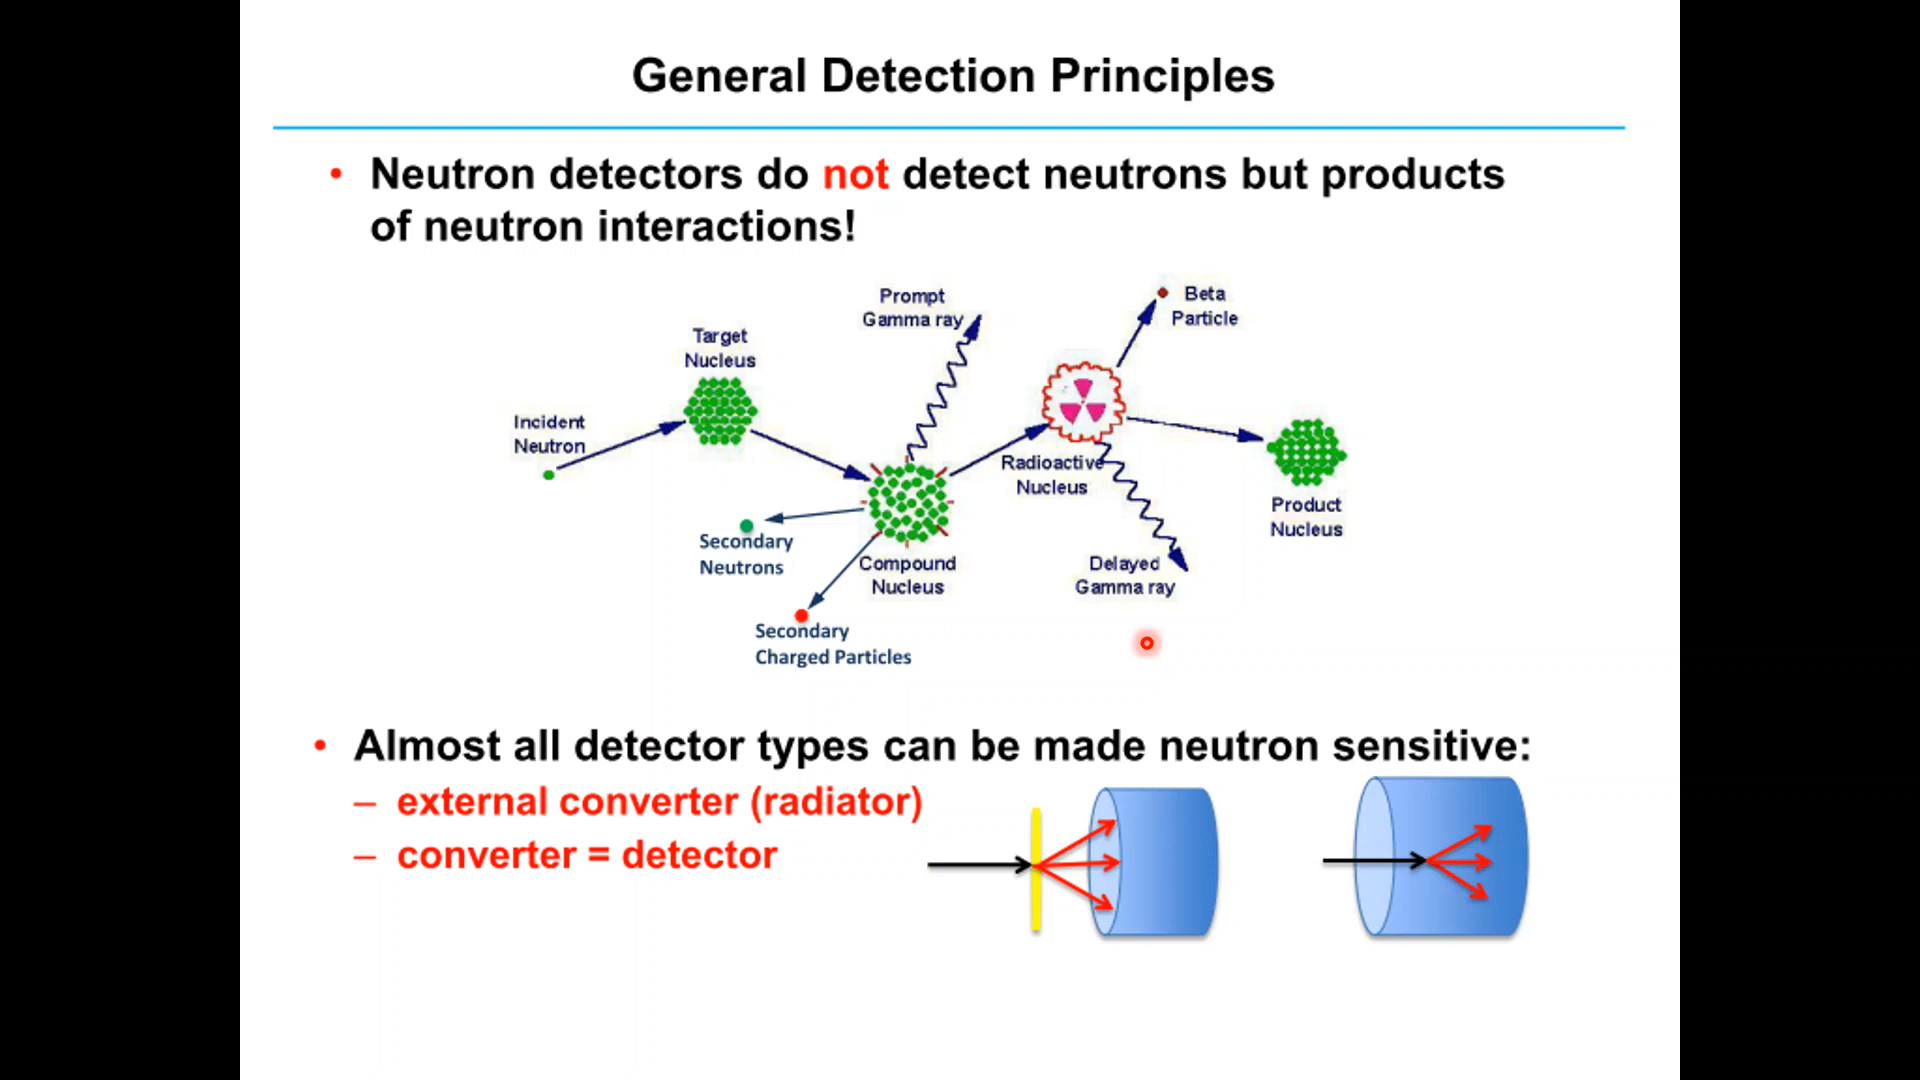 General Detection Principles
• Neutron detectors do not detect neutrons but products
of neutron interactions!
Prompt
Gamma ray
Beta
Particle
Target
Nucleus
Incident
Neutron
Radioactive
Nucleus
Product
Nucleus
Secondary
Neutrons
Compound
Nucleus
Delayed
Gamma ray
Secondary
Charged Particles
• Almost all detector types can be made neutron sensitive:
– external converter (radiator)
– converter = detector